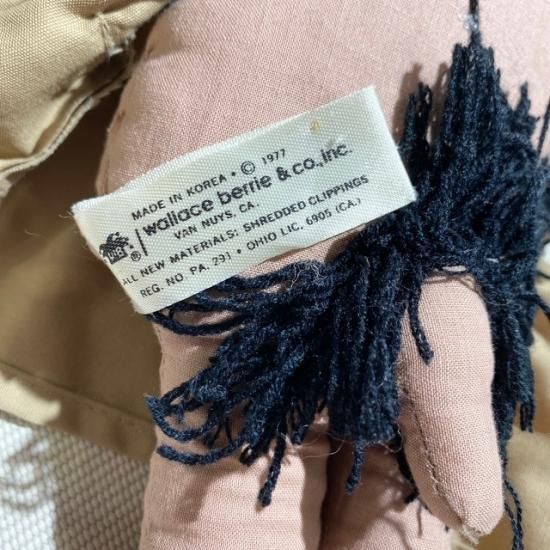 MADE IN KOREA • © 1977
WB ® wallace berrie & co., inc.
VAN NUYS, CA.
ALL NEW MATERIALS: SHREDDED CLIPPINGS
REG. NO PA. 291 • OHIO LIC. 6905 (CA.)